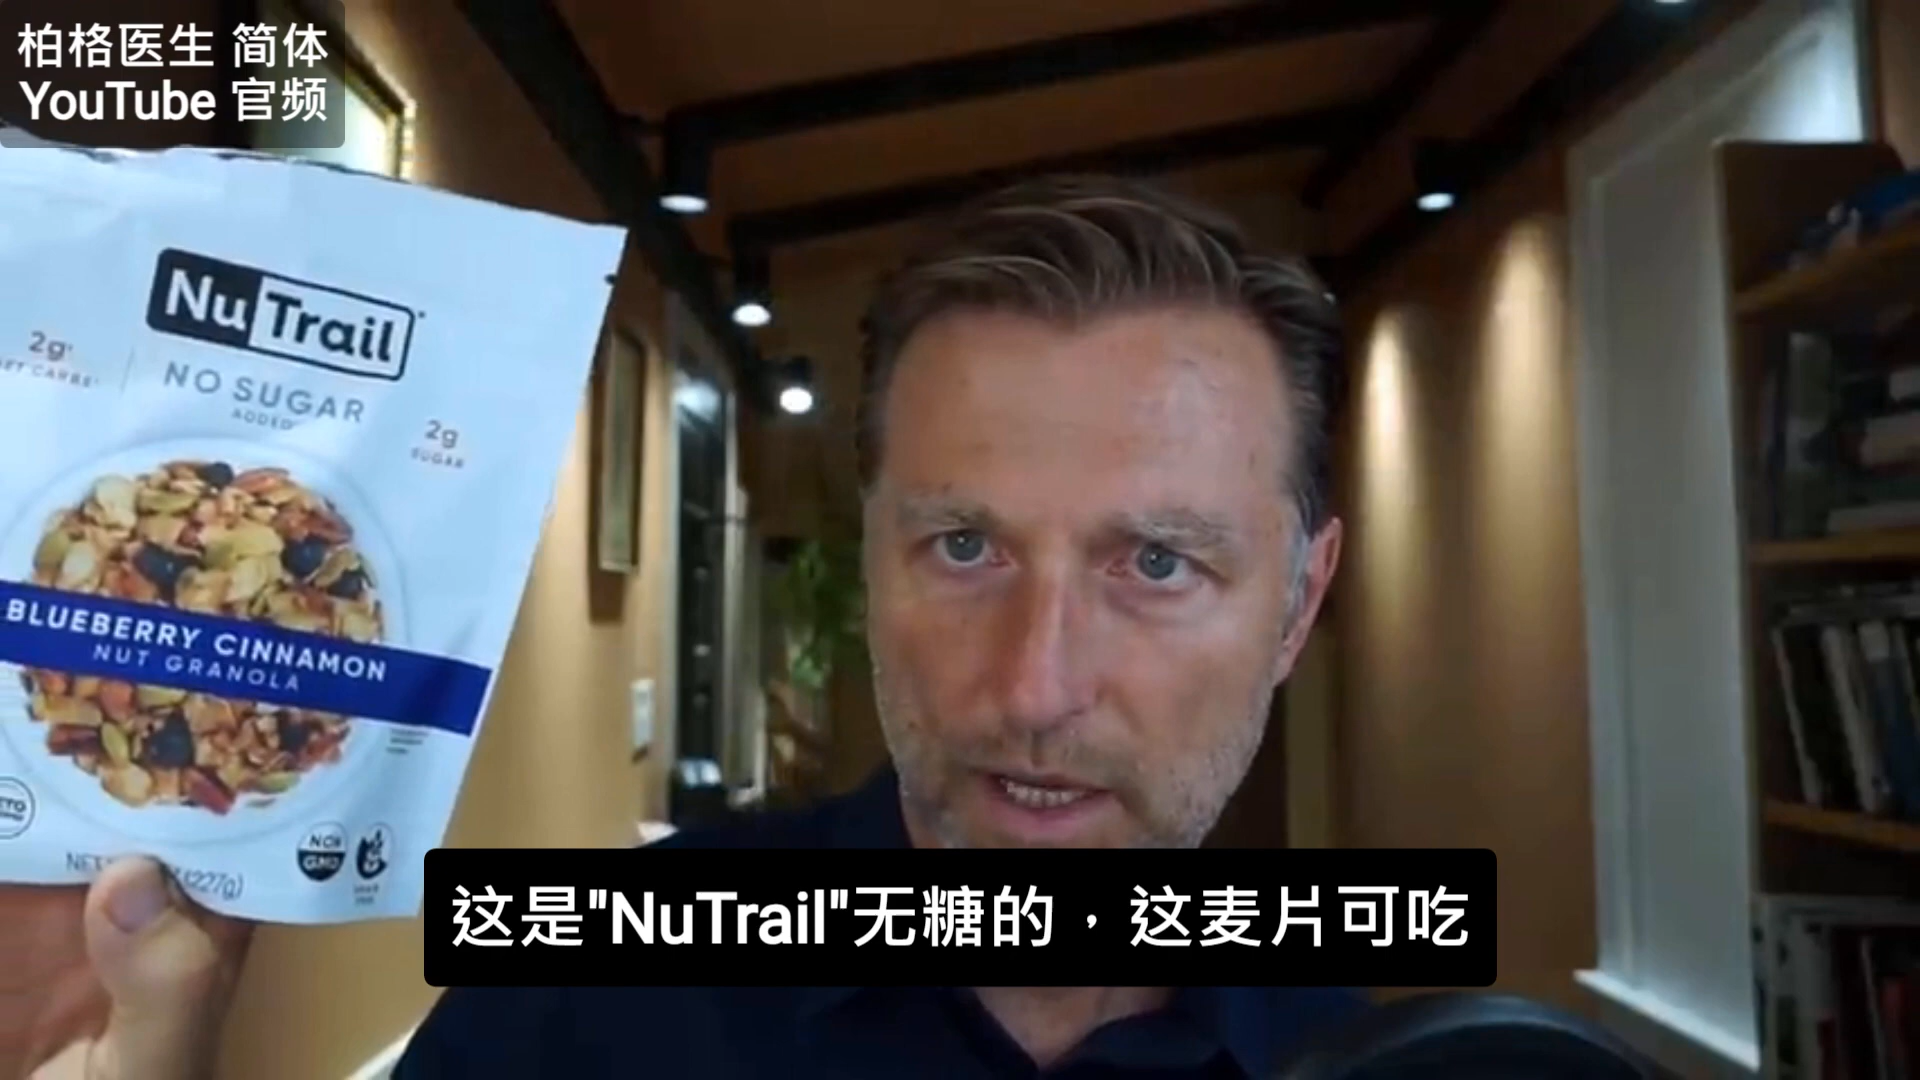 柏格医生 简体
YouTube 官频
NuTrail
2g
NO SUGAR
ADDED
2g
SUGAR
BLUEBERRY CINNAMON
NUT GRANOLA
NON
GMO
(227g)
这是"NuTrail"无糖的，这麦片可吃